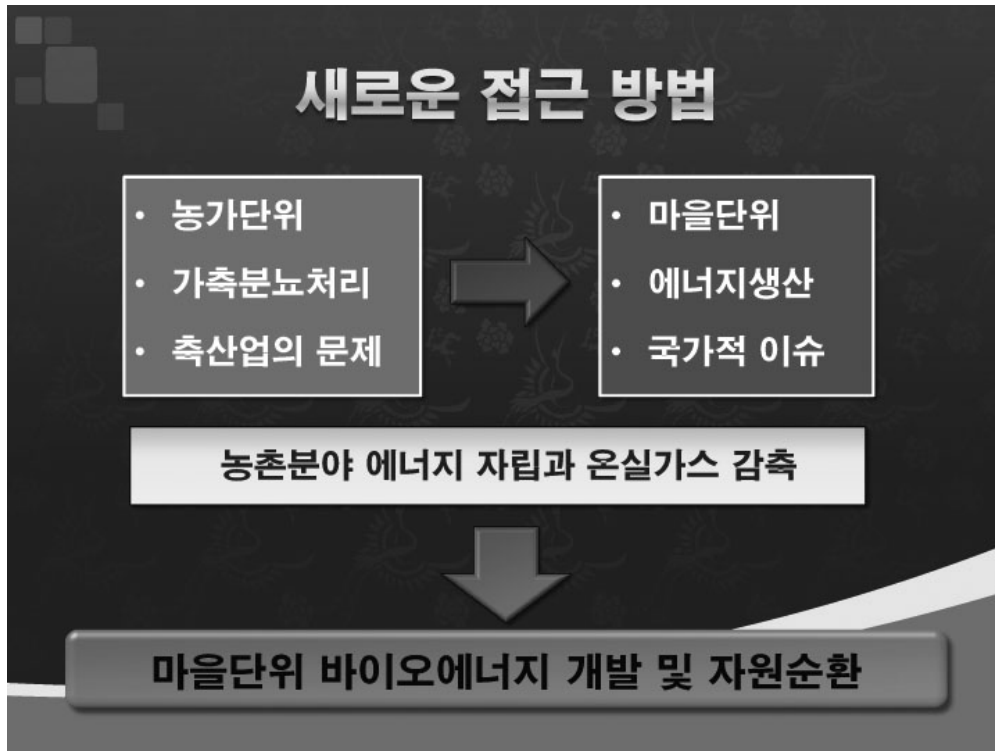 새로운 접근 방법
• 농가단위
• 가축분뇨처리
• 축산업의 문제
• 마을단위
• 에너지생산
• 국가적 이슈
농촌분야 에너지 자립과 온실가스 감축
마을단위 바이오에너지 개발 및 자원순환